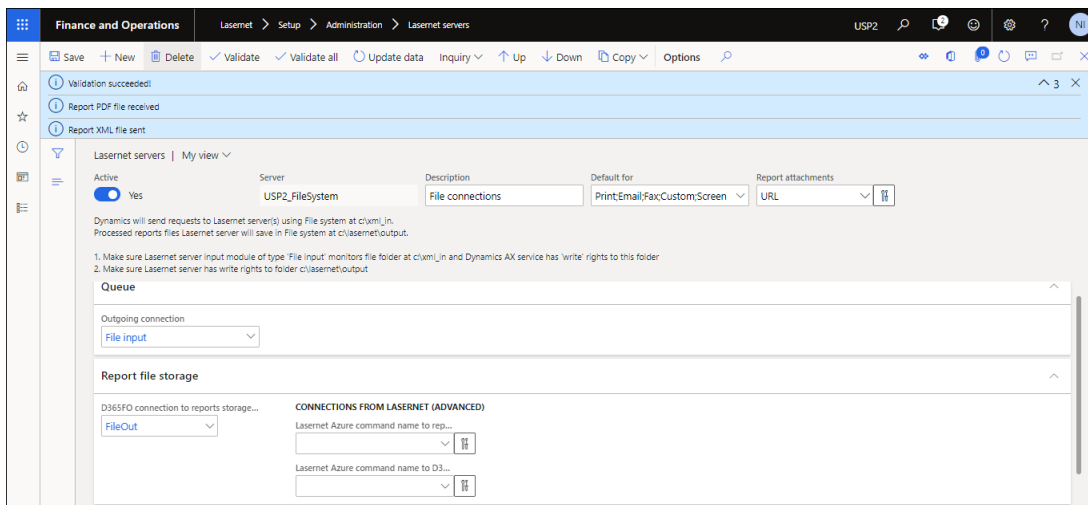 Finance and Operations Lasernet > Setup > Administration > Lasernet servers USP2 2 ? NI
Save + New Delete Validate Validate all Update data Inquiry Up Down Copy Options 0
Validation succeeded! 3
Report PDF file received
Report XML file sent
Lasernet servers | My view
Active Server Description Default for Report attachments
Yes USP2_FileSystem File connections Print;Email;Fax;Custom;Screen URL
Dynamics will send requests to Lasernet server(s) using File system at c:\xml_in.
Processed reports files Lasernet server will save in File system at c:\lasernet\output.
1. Make sure Lasernet server input module of type 'File input' monitors file folder at c:\xml_in and Dynamics AX service has 'write' rights to this folder
2. Make sure Lasernet server has write rights to folder c:\lasernet\output
Queue
Outgoing connection
File input
Report file storage
D365FO connection to reports storage... CONNECTIONS FROM LASERNET (ADVANCED)
FileOut Lasernet Azure command name to rep...
Lasernet Azure command name to D3...